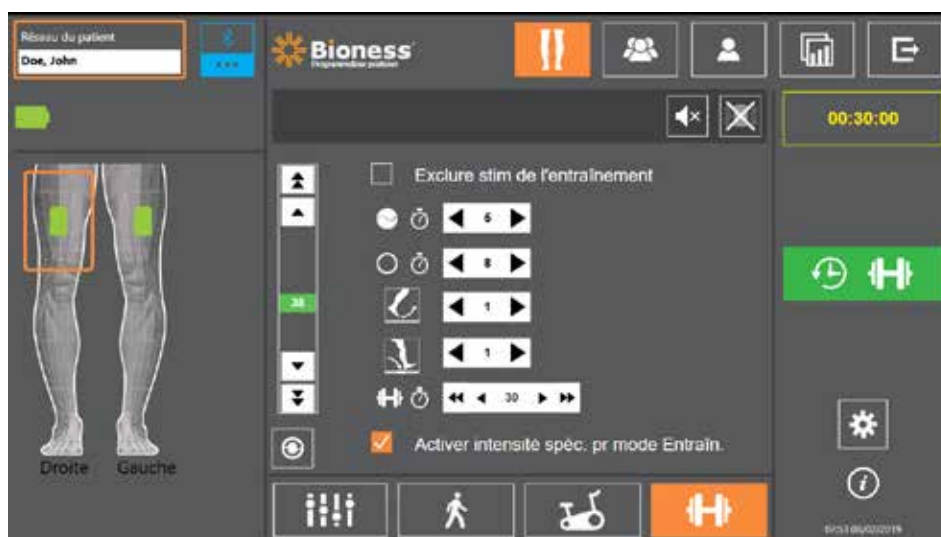 Réseau du patient
Doe, John
Bioness
Programmateur patient
00:30:00
Exclure stim de l'entraînement
6
8
38
1
1
30
Activer intensité spéc. pr mode Entraîn.
Droite Gauche